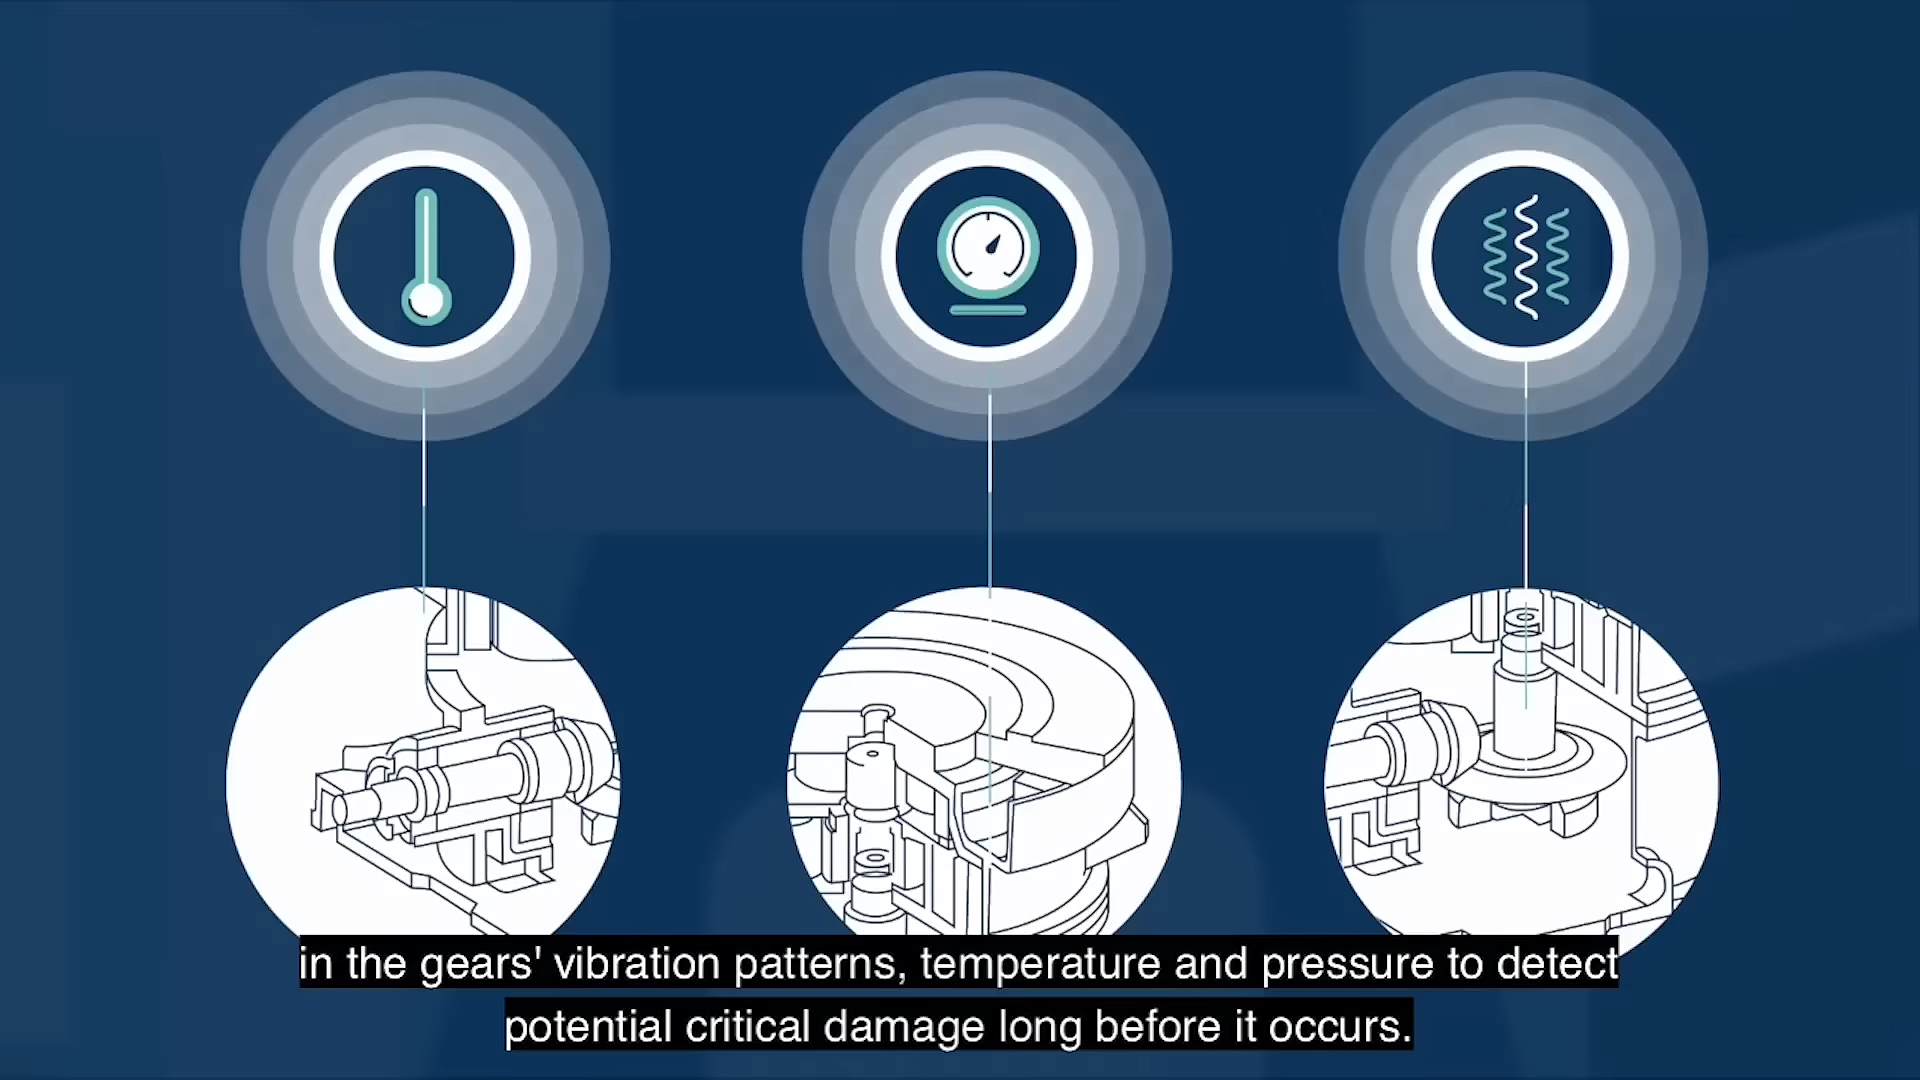 in the gears' vibration patterns, temperature and pressure to detect
potential critical damage long before it occurs.